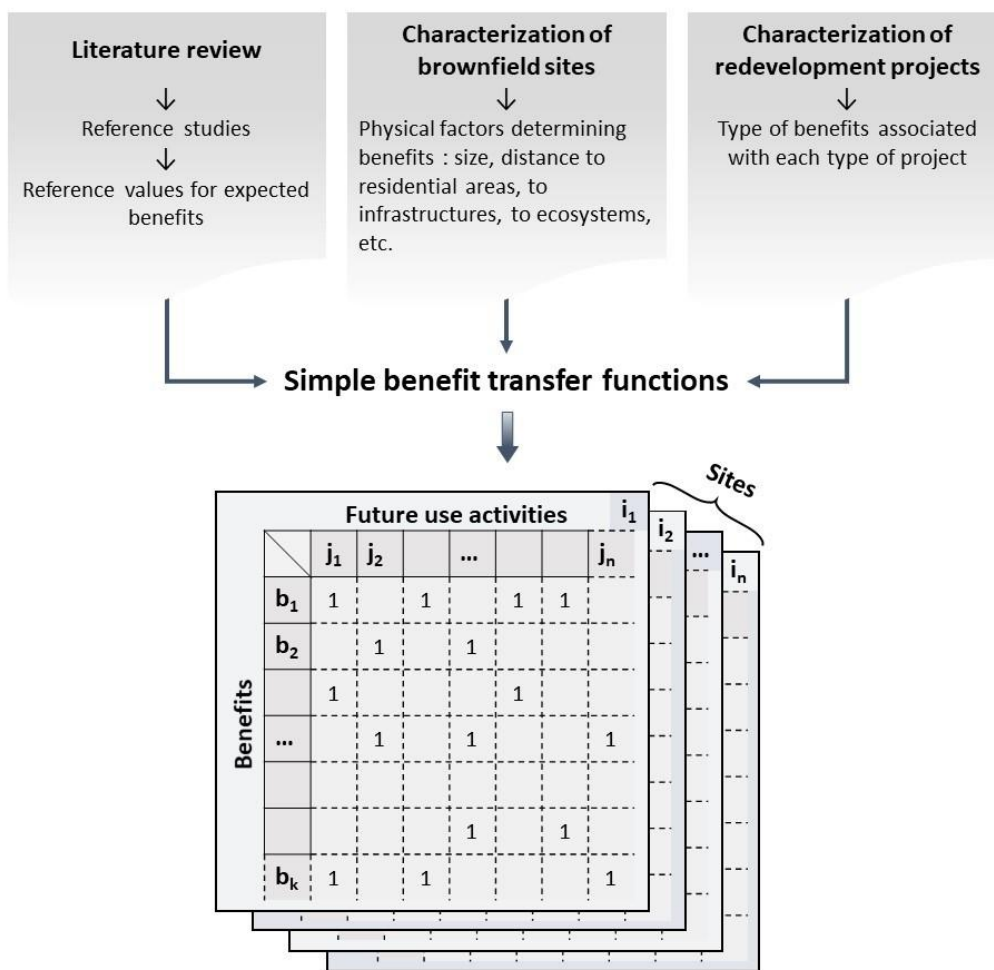 Literature review
↓
Reference studies
↓
Reference values for expected
benefits
Characterization of
brownfield sites
↓
Physical factors determining
benefits : size, distance to
residential areas, to
infrastructures, to ecosystems,
etc.
Characterization of
redevelopment projects
↓
Type of benefits associated
with each type of project
Simple benefit transfer functions
Sites
Future use activities
i1
i2
...
in
j1 j2 ... jn
Benefits
b1 1 1 1 1
b2 1 1
1 1
... 1 1 1
1 1
bk 1 1 1